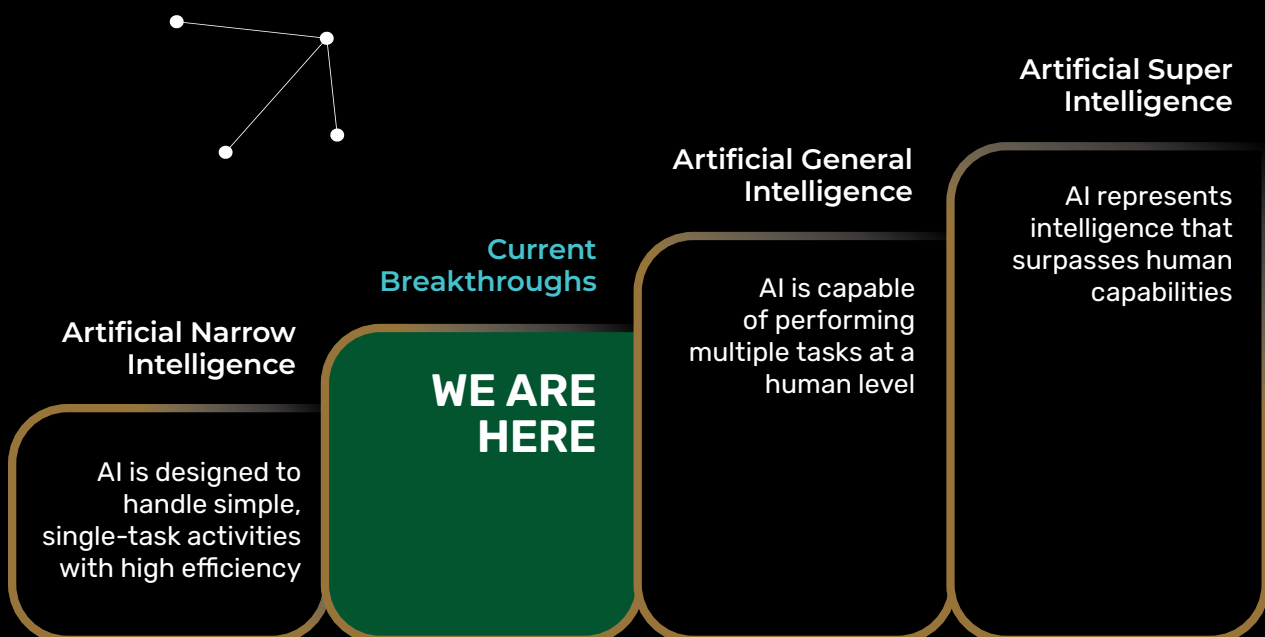 Artificial Narrow
Intelligence
AI is designed to
handle simple,
single-task activities
with high efficiency
Current
Breakthroughs
WE ARE
HERE
Artificial General
Intelligence
AI is capable
of performing
multiple tasks at a
human level
Artificial Super
Intelligence
AI represents
intelligence that
surpasses human
capabilities